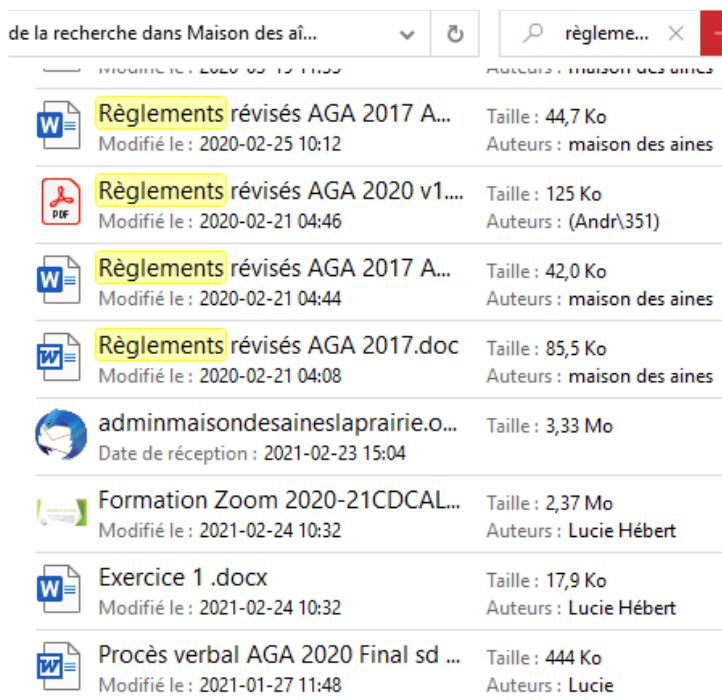 de la recherche dans Maison des aî...
règleme...
Règlements révisés AGA 2017 A...
Taille : 44,7 Ko
Modifié le : 2020-02-25 10:12
Auteurs : maison des aines
Règlements révisés AGA 2020 v1....
Taille : 125 Ko
Modifié le : 2020-02-21 04:46
Auteurs : (Andr\351)
PDF
Règlements révisés AGA 2017 A...
Taille : 42,0 Ko
Modifié le : 2020-02-21 04:44
Auteurs : maison des aines
Règlements révisés AGA 2017.doc
Taille : 85,5 Ko
Modifié le : 2020-02-21 04:08
Auteurs : maison des aines
adminmaisondesaineslaprairie.o...
Taille : 3,33 Mo
Date de réception : 2021-02-23 15:04
Formation Zoom 2020-21CDCAL...
Taille : 2,37 Mo
Modifié le : 2021-02-24 10:32
Auteurs : Lucie Hébert
Exercice 1 .docx
Taille : 17,9 Ko
Modifié le : 2021-02-24 10:32
Auteurs : Lucie Hébert
Procès verbal AGA 2020 Final sd ...
Taille : 444 Ko
Modifié le : 2021-01-27 11:48
Auteurs : Lucie